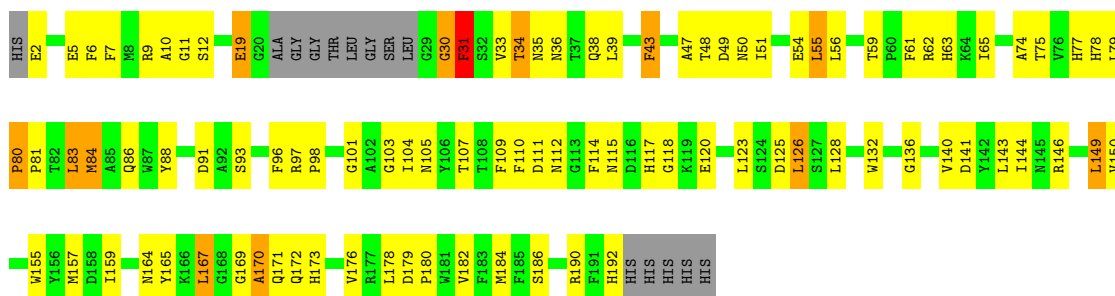 HIS E2 E5 F6 F7 M8 R9 A10 G11 S12 E19 G20 ALA GLY GLY THR LEU GLY SER LEU G29 G30 F31 S32 V33 T34 N35 N36 T37 Q38 L39 F43 A47 T48 D49 N50 I51 E54 L55 L56 T59 P60 F61 R62 H63 K64 I65 A74 T75 V76 H77 H78
P80 P81 T82 L83 M84 A85 Q86 W87 Y88 D91 A92 S93 F96 R97 P98 G101 A102 G103 I104 N105 Y106 T107 T108 F109 F110 D111 N112 G113 F114 N115 D116 H117 G118 K119 E120 L123 S124 D125 L126 S127 L128 W132 G136 V140 D141 Y142 L143 I144 N145 R146 L149
W155 Y156 M157 D158 I159 N164 Y165 K166 L167 G168 G169 A170 Q171 Q172 H173 V176 R177 L178 D179 P180 W181 V182 F183 M184 F185 S186 R190 F191 H192 HIS HIS HIS HIS HIS